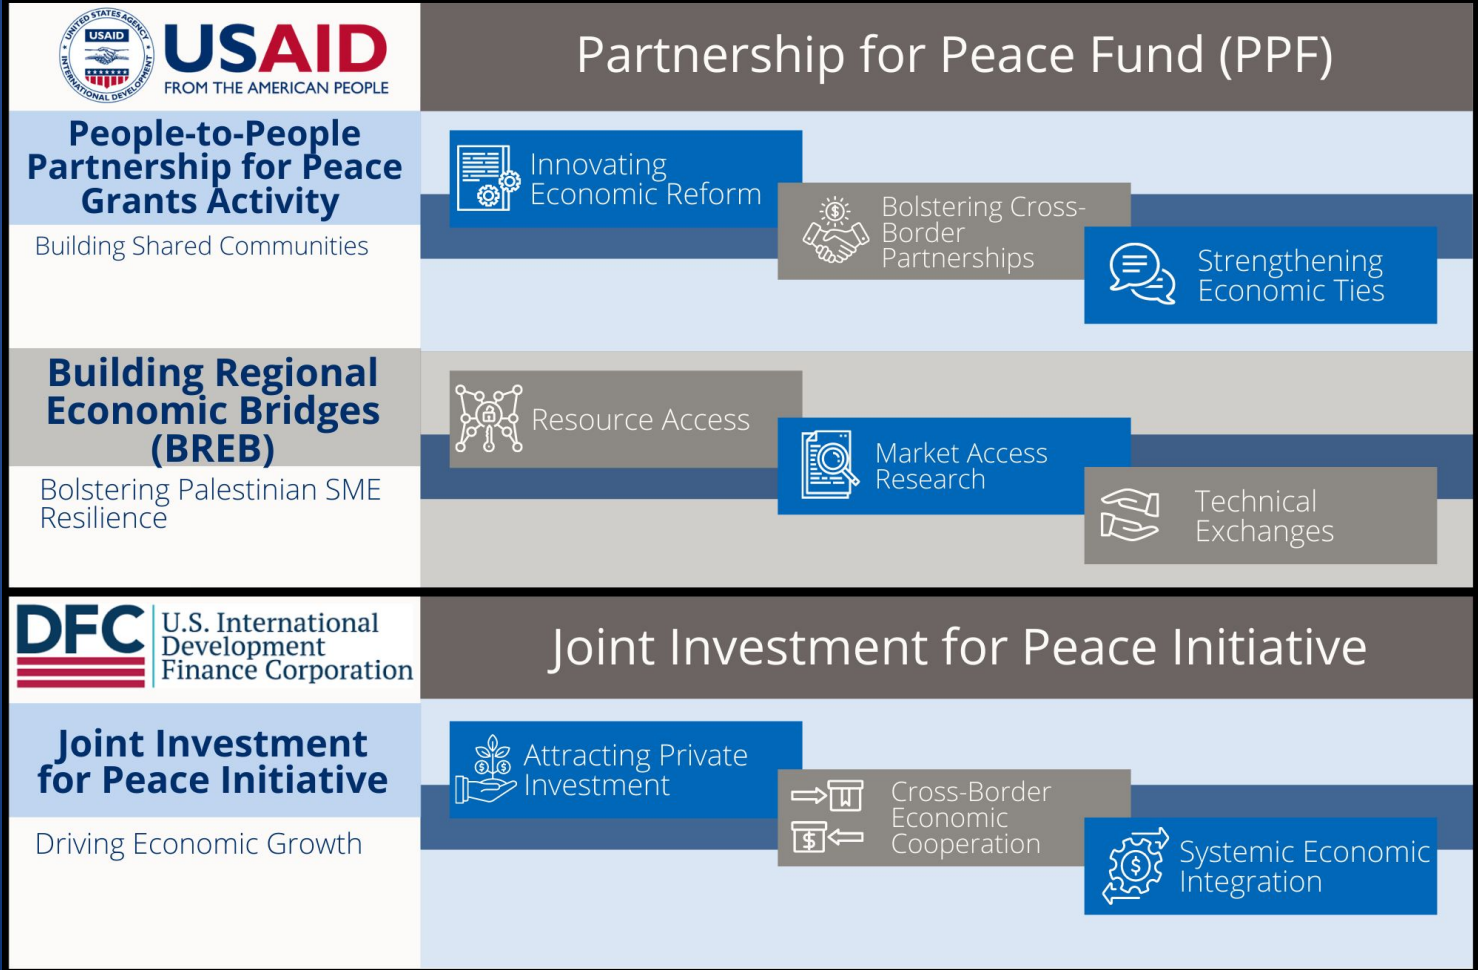 UNITED STATES AGENCY
INTERNATIONAL DEVELOPMENT
USAID
USAID
FROM THE AMERICAN PEOPLE
Partnership for Peace Fund (PPF)
People-to-People
Partnership for Peace
Grants Activity
Building Shared Communities
Innovating
Economic Reform
Bolstering Cross-
Border
Partnerships
Strengthening
Economic Ties
Building Regional
Economic Bridges
(BREB)
Bolstering Palestinian SME
Resilience
Resource Access
Market Access
Research
Technical
Exchanges
DFC
U.S. International
Development
Finance Corporation
Joint Investment for Peace Initiative
Joint Investment
for Peace Initiative
Driving Economic Growth
Attracting Private
Investment
Cross-Border
Economic
Cooperation
Systemic Economic
Integration